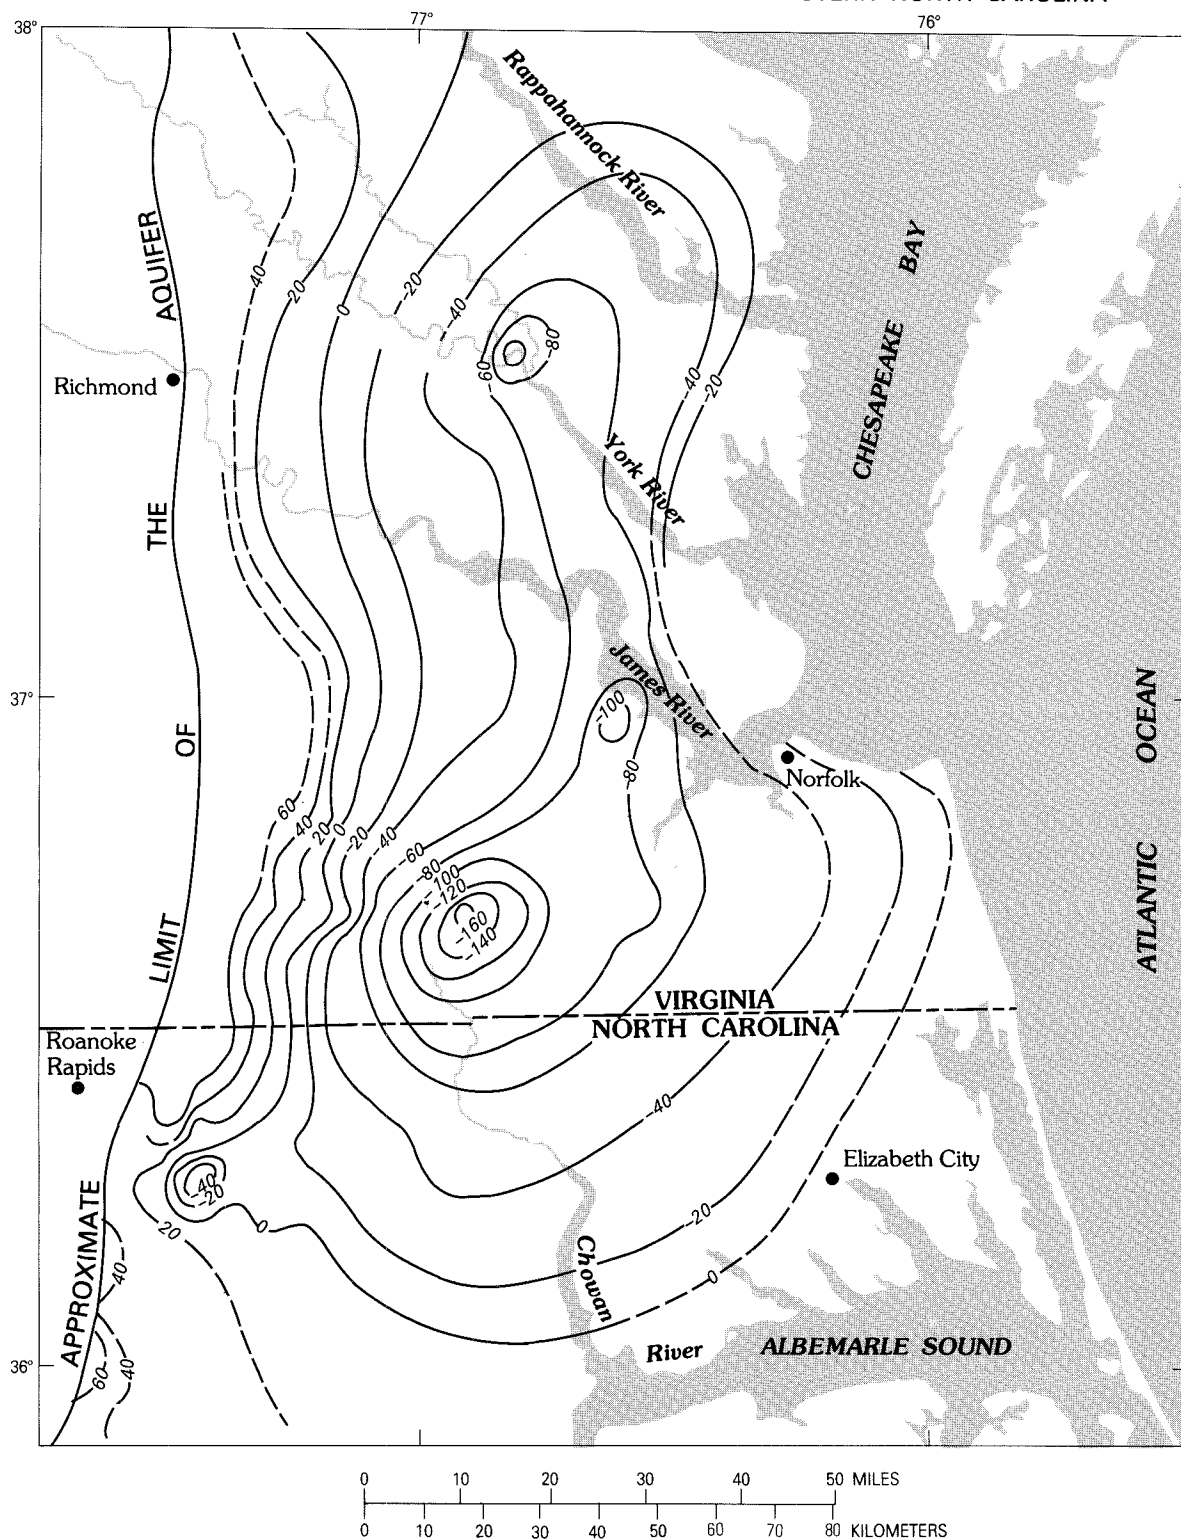 38°
77°
76°
Rappahannock River
AQUIFER
CHESAPEAKE BAY
40
20
0
-20
-40
-80
-60
-40
-20
Richmond
York River
THE
James River
37°
OF
-100
Norfolk
-80
ATLANTIC OCEAN
60
40
20
0
-20
-40
-60
-80
-100
-120
-160
-140
LIMIT
VIRGINIA
NORTH CAROLINA
Roanoke
Rapids
-40
Elizabeth City
-40
-20
20
0
-20
0
APPROXIMATE
40
Chowan
River
ALBEMARLE SOUND
36°
60
40
0 10 20 30 40 50 MILES
0 10 20 30 40 50 60 70 80 KILOMETERS